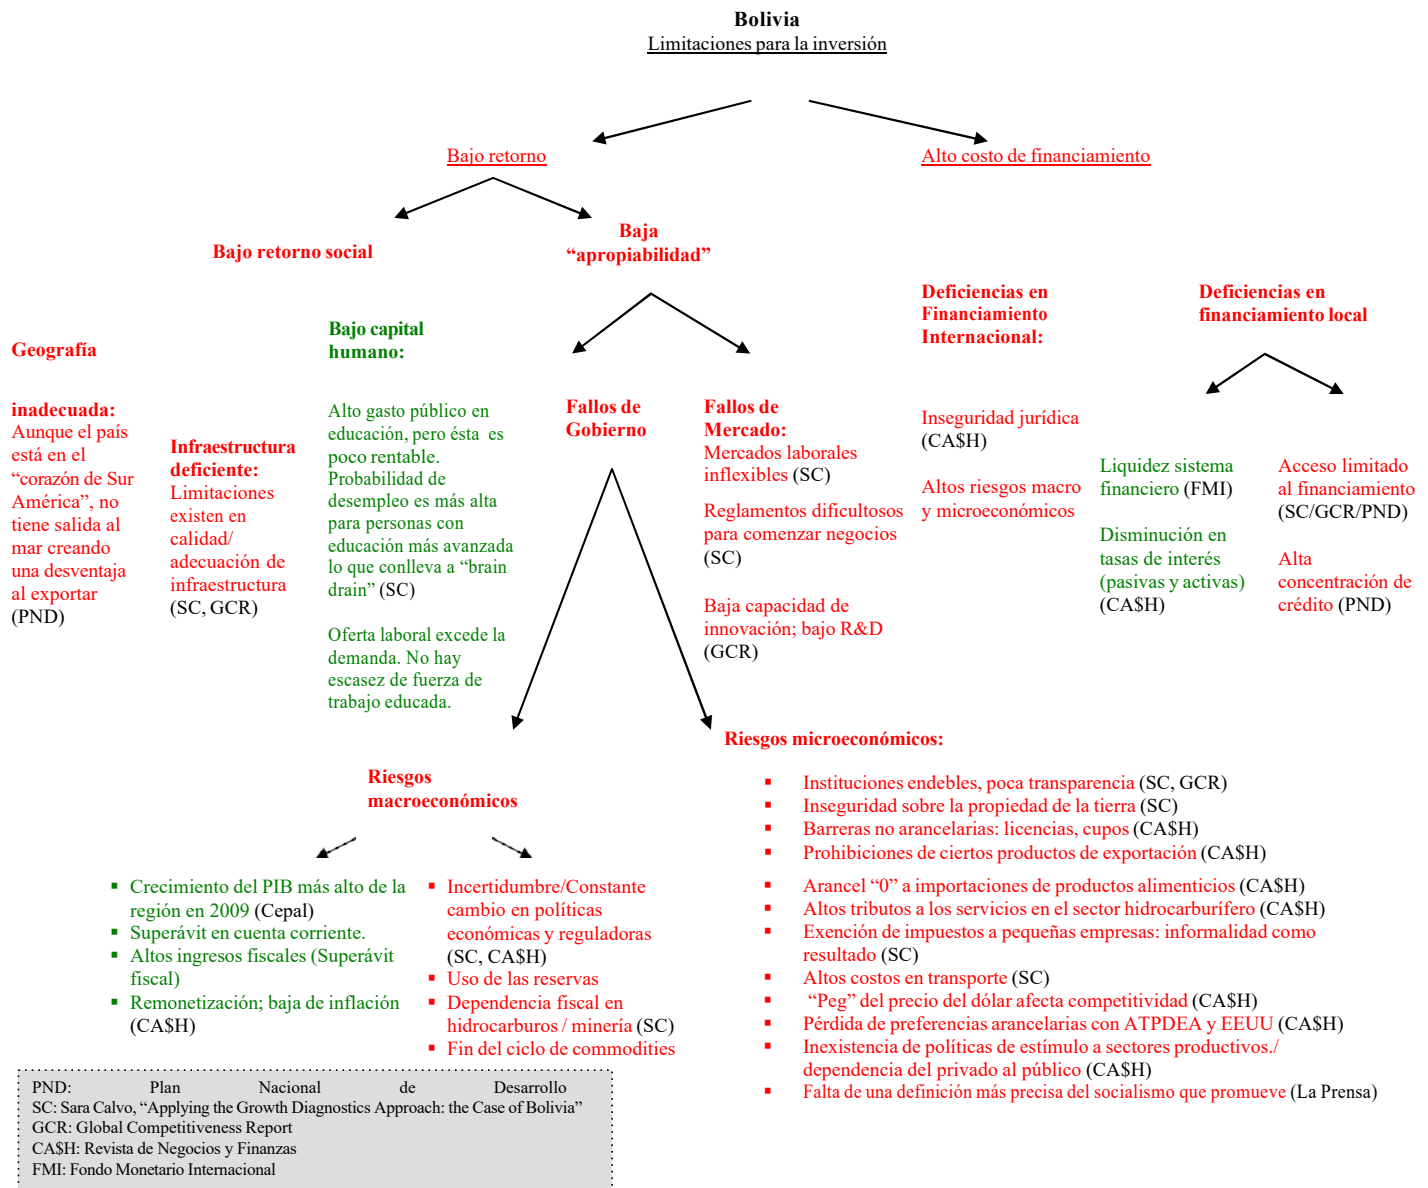 Bolivia
Limitaciones para la inversión
Bajo retorno
Alto costo de financiamiento
Bajo retorno social
Baja
“apropiabilidad”
Geografía
inadecuada:
Aunque el país
está en el
“corazón de Sur
América”, no
tiene salida al
mar creando
una desventaja
al exportar
(PND)
Infraestructura
deficiente:
Limitaciones
existen en
calidad/
adecuación de
infraestructura
(SC, GCR)
Bajo capital
humano:
Alto gasto público en
educación, pero ésta es
poco rentable.
Probabilidad de
desempleo es más alta
para personas con
educación más avanzada
lo que conlleva a “brain
drain” (SC)
Oferta laboral excede la
demanda. No hay
escasez de fuerza de
trabajo educada.
Fallos de
Gobierno
Fallos de
Mercado:
Mercados laborales
inflexibles (SC)
Reglamentos dificultosos
para comenzar negocios
(SC)
Baja capacidad de
innovación; bajo R&D
(GCR)
Deficiencias en
Financiamiento
Internacional:
Inseguridad jurídica
(CA$H)
Altos riesgos macro
y microeconómicos
Deficiencias en
financiamiento local
Liquidez sistema
financiero (FMI)
Disminución en
tasas de interés
(pasivas y activas)
(CA$H)
Acceso limitado
al financiamiento
(SC/GCR/PND)
Alta
concentración de
crédito (PND)
Riesgos
macroeconómicos
▪ Crecimiento del PIB más alto de la
región en 2009 (Cepal)
▪ Superávit en cuenta corriente.
▪ Altos ingresos fiscales (Superávit
fiscal)
▪ Remonetización; baja de inflación
(CA$H)
▪ Incertidumbre/Constante
cambio en políticas
económicas y reguladoras
(SC, CA$H)
▪ Uso de las reservas
▪ Dependencia fiscal en
hidrocarburos / minería (SC)
▪ Fin del ciclo de commodities
Riesgos microeconómicos:
▪ Instituciones endebles, poca transparencia (SC, GCR)
▪ Inseguridad sobre la propiedad de la tierra (SC)
▪ Barreras no arancelarias: licencias, cupos (CA$H)
▪ Prohibiciones de ciertos productos de exportación (CA$H)
▪ Arancel “0” a importaciones de productos alimenticios (CA$H)
▪ Altos tributos a los servicios en el sector hidrocarburífero (CA$H)
▪ Exención de impuestos a pequeñas empresas: informalidad como
resultado (SC)
▪ Altos costos en transporte (SC)
▪ “Peg” del precio del dólar afecta competitividad (CA$H)
▪ Pérdida de preferencias arancelarias con ATPDEA y EEUU (CA$H)
▪ Inexistencia de políticas de estímulo a sectores productivos./
dependencia del privado al público (CA$H)
▪ Falta de una definición más precisa del socialismo que promueve (La Prensa)
PND: Plan Nacional de Desarrollo
SC: Sara Calvo, “Applying the Growth Diagnostics Approach: the Case of Bolivia”
GCR: Global Competitiveness Report
CA$H: Revista de Negocios y Finanzas
FMI: Fondo Monetario Internacional